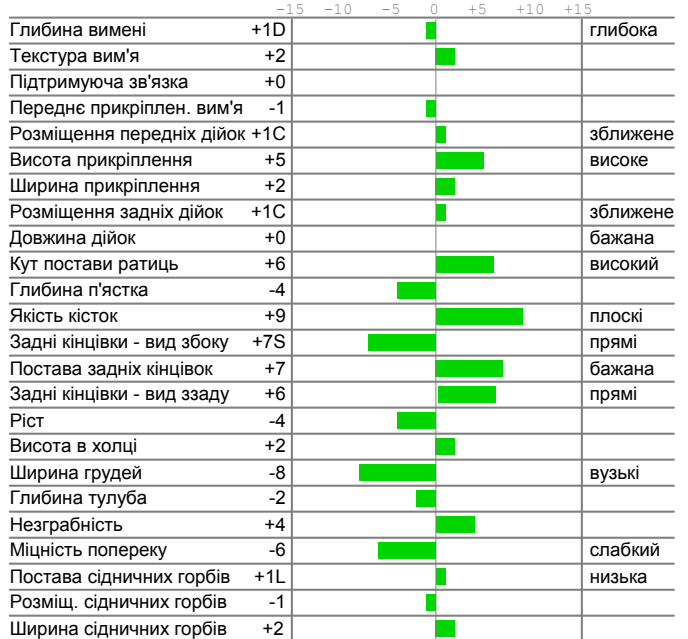 -15 -10 -5 0 +5 +10 +15
Глибина вимені +1D глибока
Текстура вим'я +2
Підтримуюча зв'язка +0
Переднє прикріплен. вим'я -1
Розміщення передніх дійок +1C зближене
Висота прикріплення +5 високе
Ширина прикріплення +2
Розміщення задніх дійок +1C зближене
Довжина дійок +0 бажана
Кут постави ратиць +6 високий
Глибина п'ястка -4
Якість кісток +9 плоскі
Задні кінцівки - вид збоку +7S прямі
Постава задніх кінцівок +7 бажана
Задні кінцівки - вид ззаду +6 прямі
Ріст -4
Висота в холці +2
Ширина грудей -8 вузькі
Глибина тулуба -2
Незграбність +4
Міцність попереку -6 слабкий
Постава сідничних горбів +1L низька
Розміщ. сідничних горбів -1
Ширина сідничних горбів +2